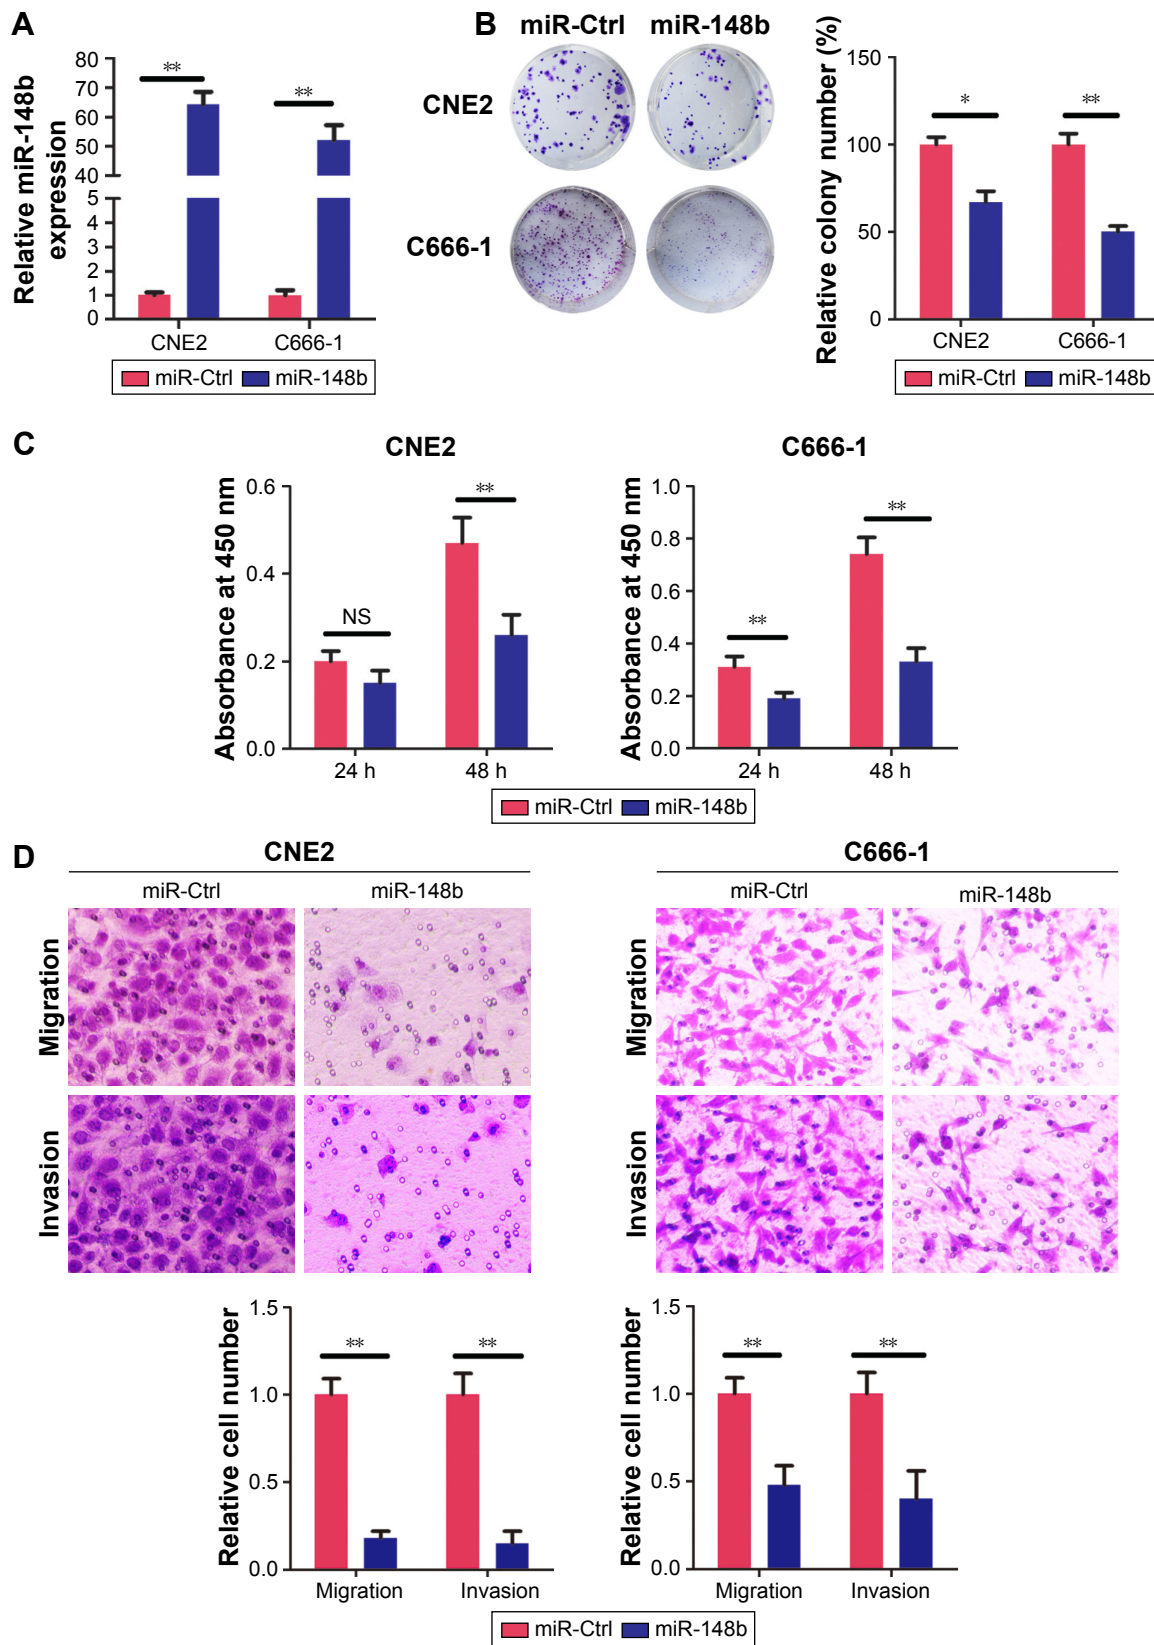 A
Relative miR-148b
expression
80
70
60
50
40
5
4
3
2
1
0
**
**
CNE2
C666-1
miR-Ctrl
miR-148b
B
miR-Ctrl
miR-148b
CNE2
C666-1
Relative colony number (%)
150
100
50
0
*
**
CNE2
C666-1
miR-Ctrl
miR-148b
C
CNE2
Absorbance at 450 nm
0.6
0.4
0.2
0.0
NS
**
24 h
48 h
C666-1
Absorbance at 450 nm
1.0
0.8
0.6
0.4
0.2
0.0
**
**
24 h
48 h
miR-Ctrl
miR-148b
D
CNE2
miR-Ctrl
miR-148b
Migration
Invasion
C666-1
miR-Ctrl
miR-148b
Migration
Invasion
Relative cell number
1.5
1.0
0.5
0.0
**
**
Migration
Invasion
Relative cell number
1.5
1.0
0.5
0.0
**
**
Migration
Invasion
miR-Ctrl
miR-148b